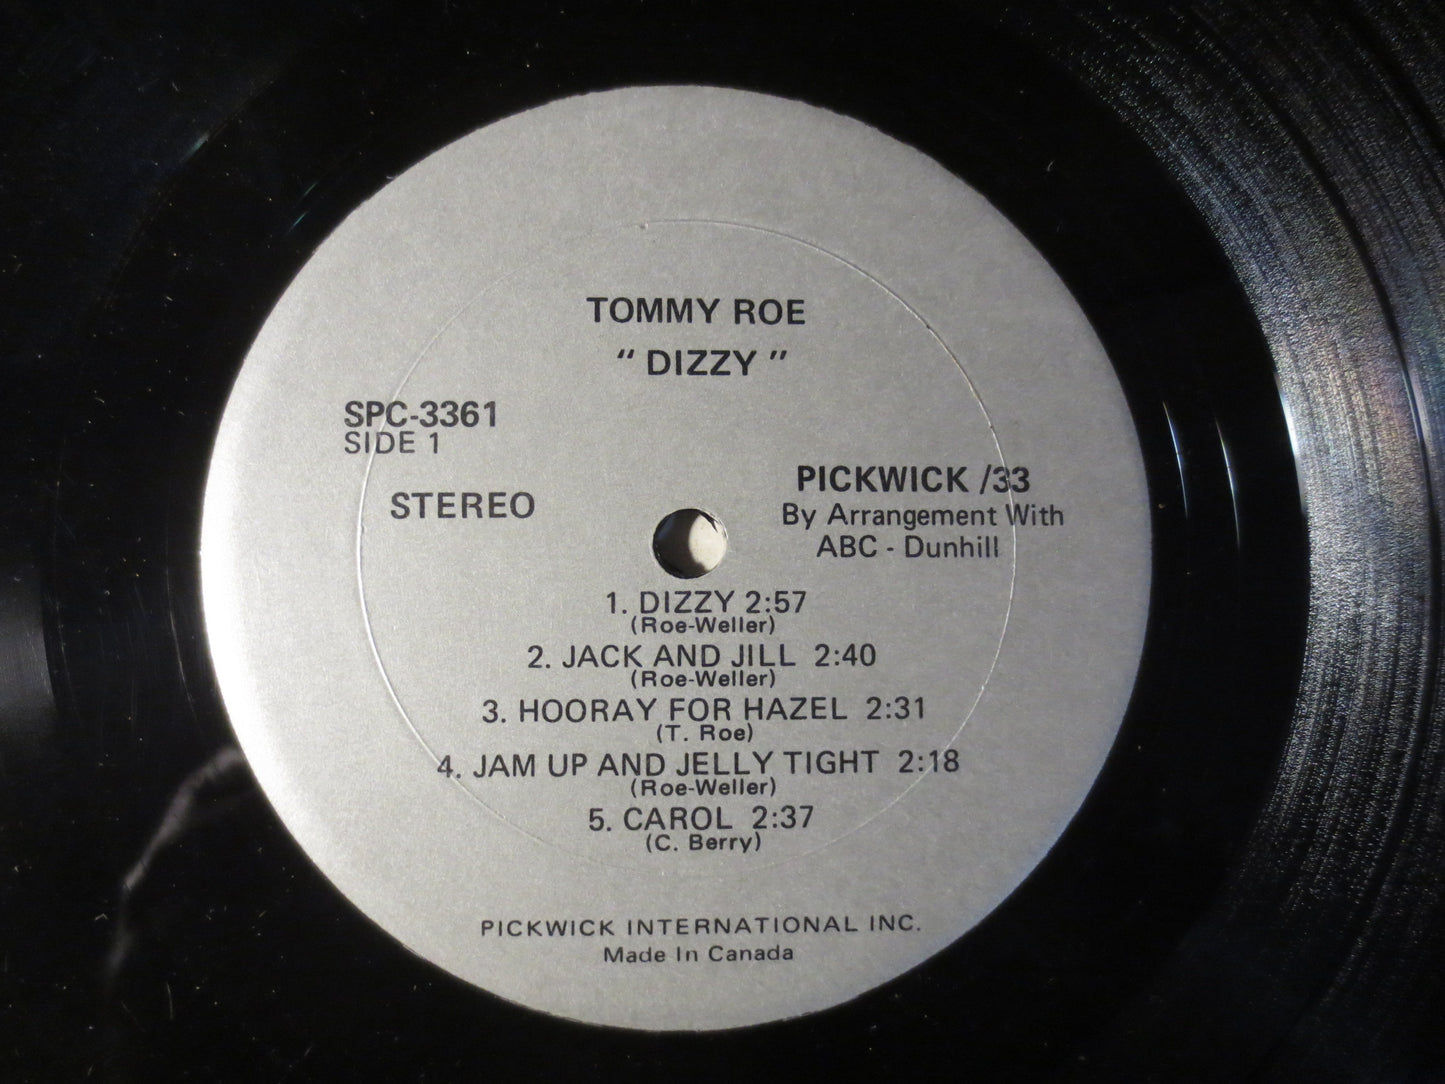 TOMMY ROE
" DIZZY "
SPC-3361
SIDE 1
STEREO
PICKWICK /33
By Arrangement With
ABC - Dunhill
1. DIZZY 2:57
(Roe-Weller)
2. JACK AND JILL 2:40
(Roe-Weller)
3. HOORAY FOR HAZEL 2:31
(T. Roe)
4. JAM UP AND JELLY TIGHT 2:18
(Roe-Weller)
5. CAROL 2:37
(C. Berry)
PICKWICK INTERNATIONAL INC.
Made In Canada